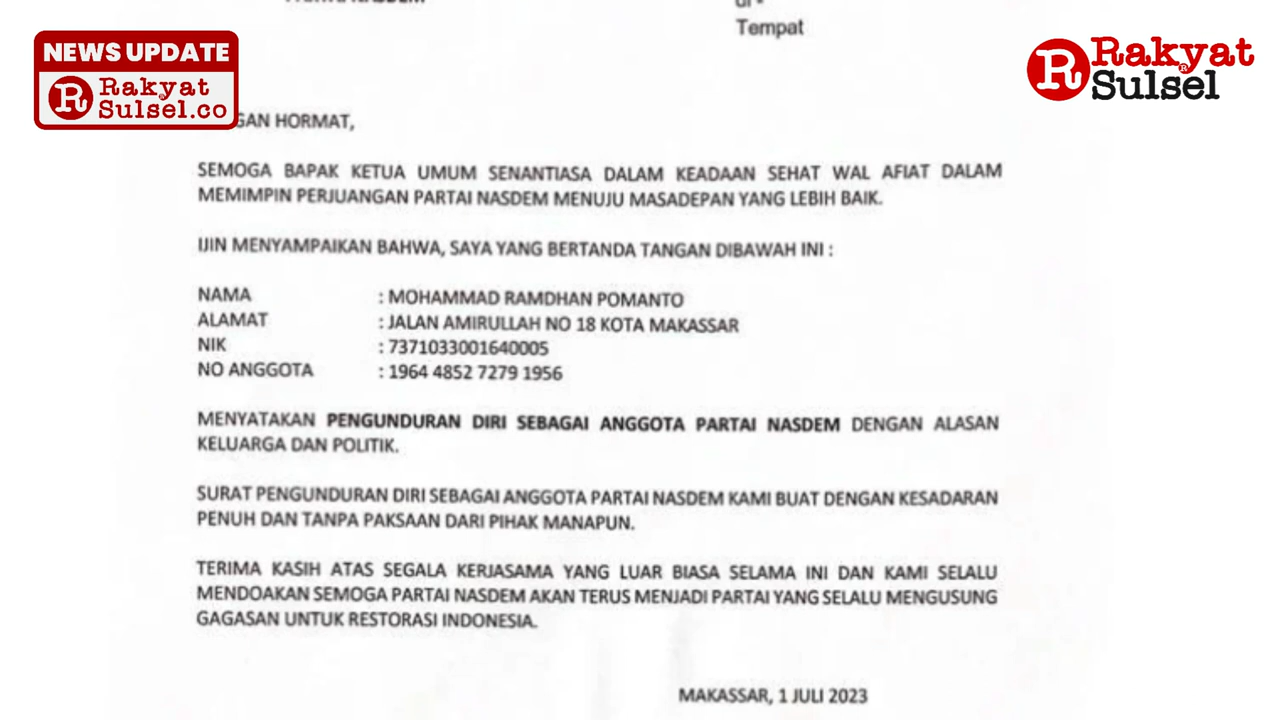 Tempat
NEWS UPDATE
Rakyat
Sulsel.co
Rakyat
Sulsel
HORMAT,
SEMOGA BAPAK KETUA UMUM SENANTIASA DALAM KEADAAN SEHAT WAL AFIAT DALAM
MEMIMPIN PERJUANGAN PARTAI NASDEM MENUJU MASADEPAN YANG LEBIH BAIK.
IJIN MENYAMPAIKAN BAHWA, SAYA YANG BERTANDA TANGAN DIBAWAH INI :
NAMA : MOHAMMAD RAMDHAN POMANTO
ALAMAT : JALAN AMIRULLAH NO 18 KOTA MAKASSAR
NIK : 7371033001640005
NO ANGGOTA : 1964 4852 7279 1956
MENYATAKAN PENGUNDURAN DIRI SEBAGAI ANGGOTA PARTAI NASDEM DENGAN ALASAN
KELUARGA DAN POLITIK.
SURAT PENGUNDURAN DIRI SEBAGAI ANGGOTA PARTAI NASDEM KAMI BUAT DENGAN KESADARAN
PENUH DAN TANPA PAKSAAN DARI PIHAK MANAPUN.
TERIMA KASIH ATAS SEGALA KERJASAMA YANG LUAR BIASA SELAMA INI DAN KAMI SELALU
MENDOAKAN SEMOGA PARTAI NASDEM AKAN TERUS MENJADI PARTAI YANG SELALU MENGUSUNG
GAGASAN UNTUK RESTORASI INDONESIA.
MAKASSAR, 1 JULI 2023